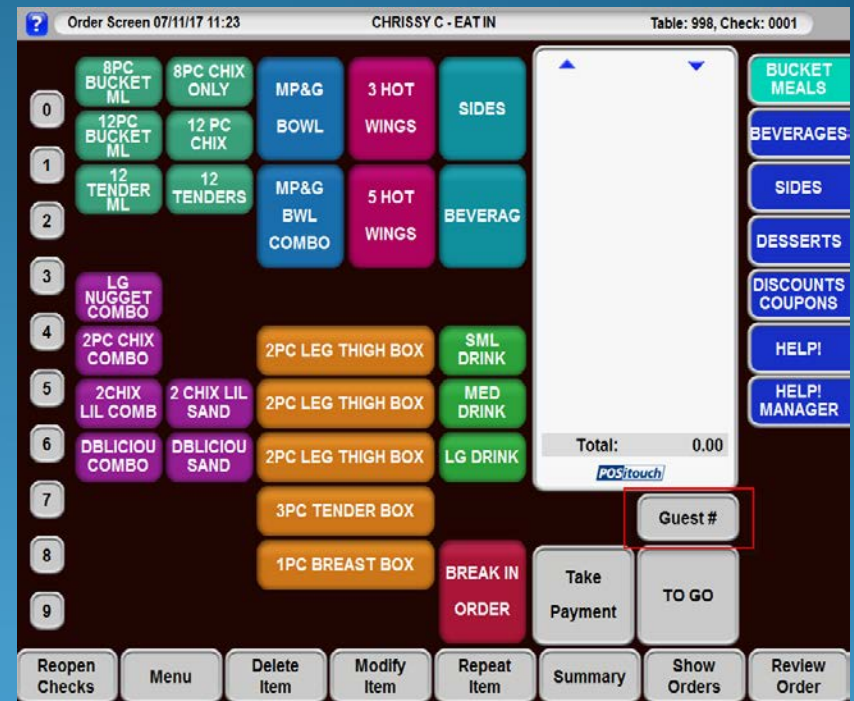 ? Order Screen 07/11/17 11:23 CHRISSY C - EAT IN Table: 998, Check: 0001
8PC
BUCKET
ML
8PC CHIX
ONLY
MP&G
BOWL
3 HOT
WINGS
SIDES
BUCKET
MEALS
0
12PC
BUCKET
ML
12 PC
CHIX
BEVERAGES
1
12
TENDER
ML
12
TENDERS
MP&G
BWL
COMBO
5 HOT
WINGS
BEVERAG
SIDES
2
DESSERTS
3
LG
NUGGET
COMBO
DISCOUNTS
COUPONS
4
2PC CHIX
COMBO
2PC LEG THIGH BOX
SML
DRINK
HELP!
5
2CHIX
LIL COMB
2 CHIX LIL
SAND
2PC LEG THIGH BOX
MED
DRINK
HELP!
MANAGER
6
DBLICIOU
COMBO
DBLICIOU
SAND
2PC LEG THIGH BOX
LG DRINK
Total: 0.00
POSitouch
7
3PC TENDER BOX
Guest #
8
1PC BREAST BOX
BREAK IN
ORDER
Take
Payment
TO GO
9
Reopen
Checks
Menu
Delete
Item
Modify
Item
Repeat
Item
Summary
Show
Orders
Review
Order